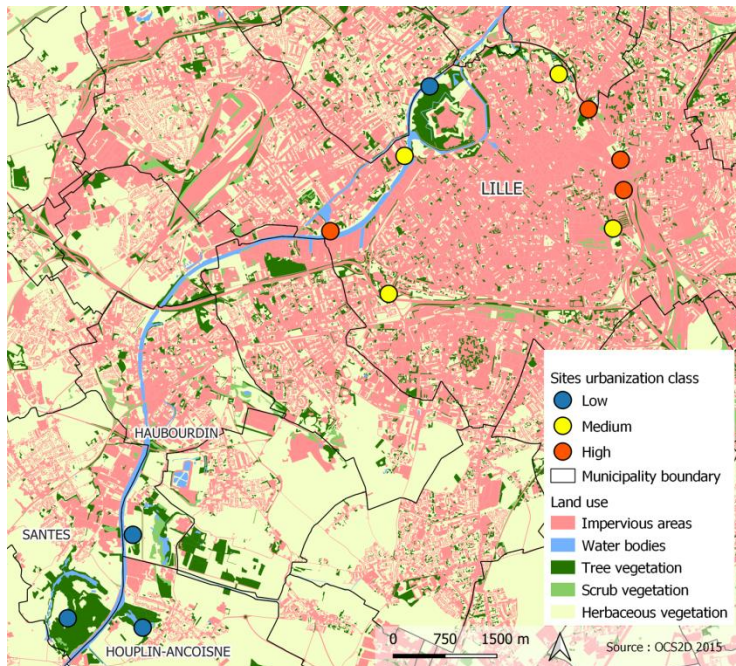 LILLE
HAUBOURDIN
SANTES
HOUPLIN-ANCOISNE
Sites urbanization class
Low
Medium
High
Municipality boundary
Land use
Impervious areas
Water bodies
Tree vegetation
Scrub vegetation
Herbaceous vegetation
0 750 1500 m
Source : OCS2D 2015